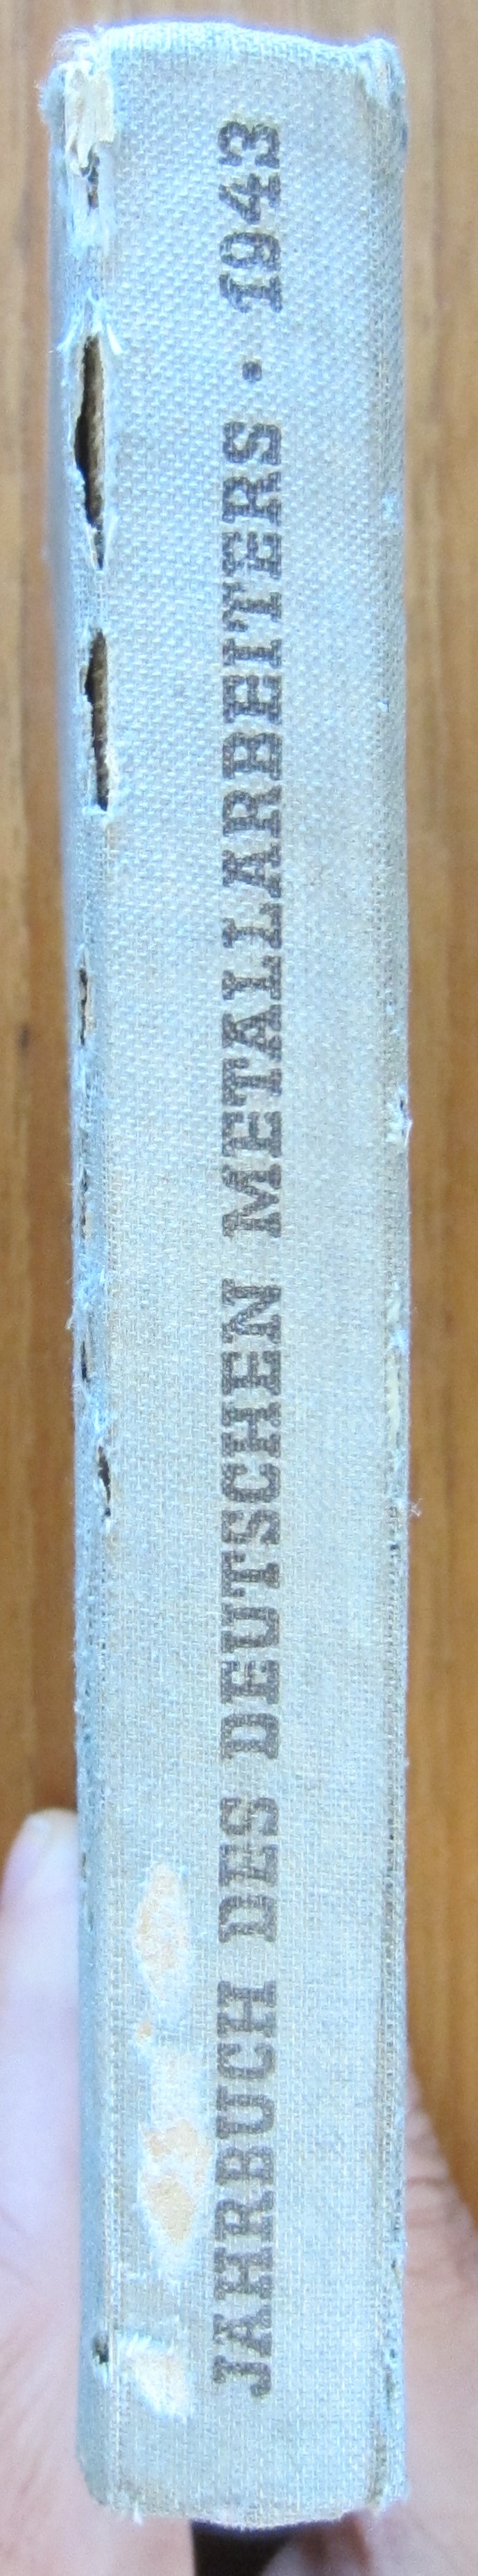 JAHRBUCH DES DEUTSCHEN METALLARBEITERS · 1943